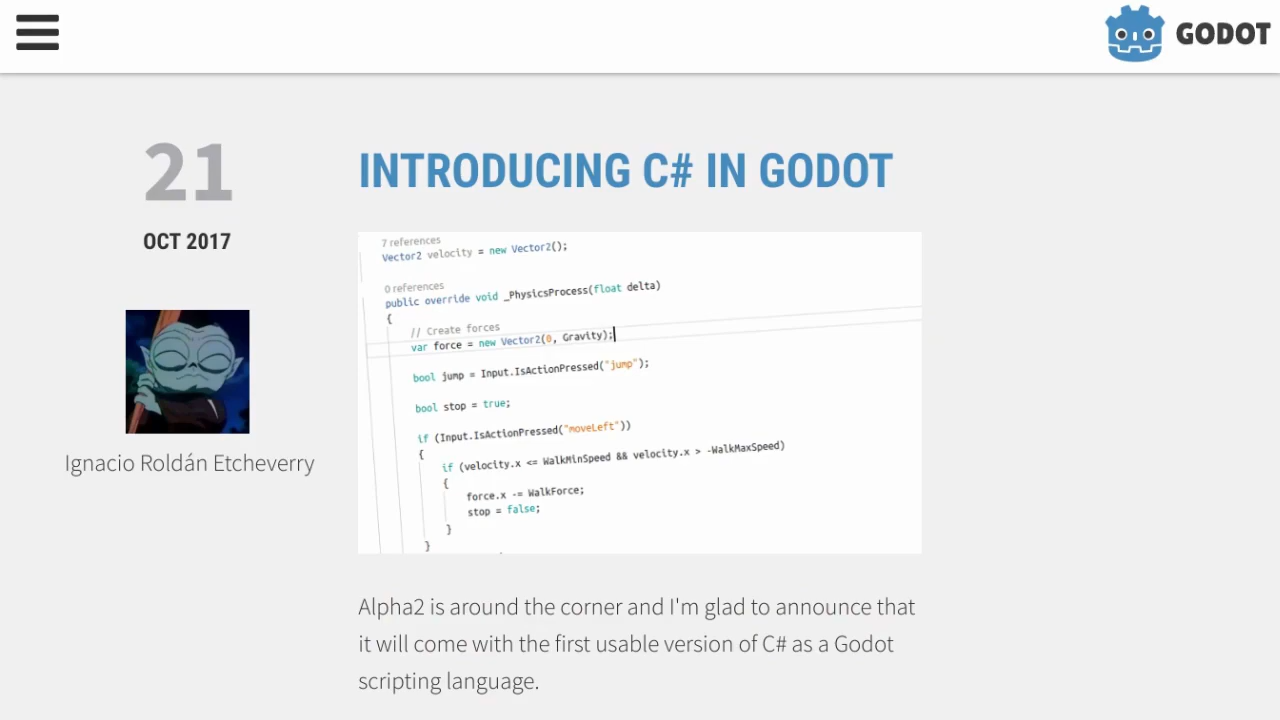 GODOT
21
OCT 2017
Ignacio Roldán Etcheverry
INTRODUCING C# IN GODOT
7 references
Vector2 velocity = new Vector2();
0 references
public override void _PhysicsProcess(float delta)
{
// Create forces
var force = new Vector2(0, Gravity);
bool jump = Input.IsActionPressed("jump");
bool stop = true;
if (Input.IsActionPressed("moveLeft"))
{
if (velocity.x <= WalkMinSpeed && velocity.x > -WalkMaxSpeed)
{
force.x -= WalkForce;
stop = false;
}
}
Alpha2 is around the corner and I'm glad to announce that
it will come with the first usable version of C# as a Godot
scripting language.